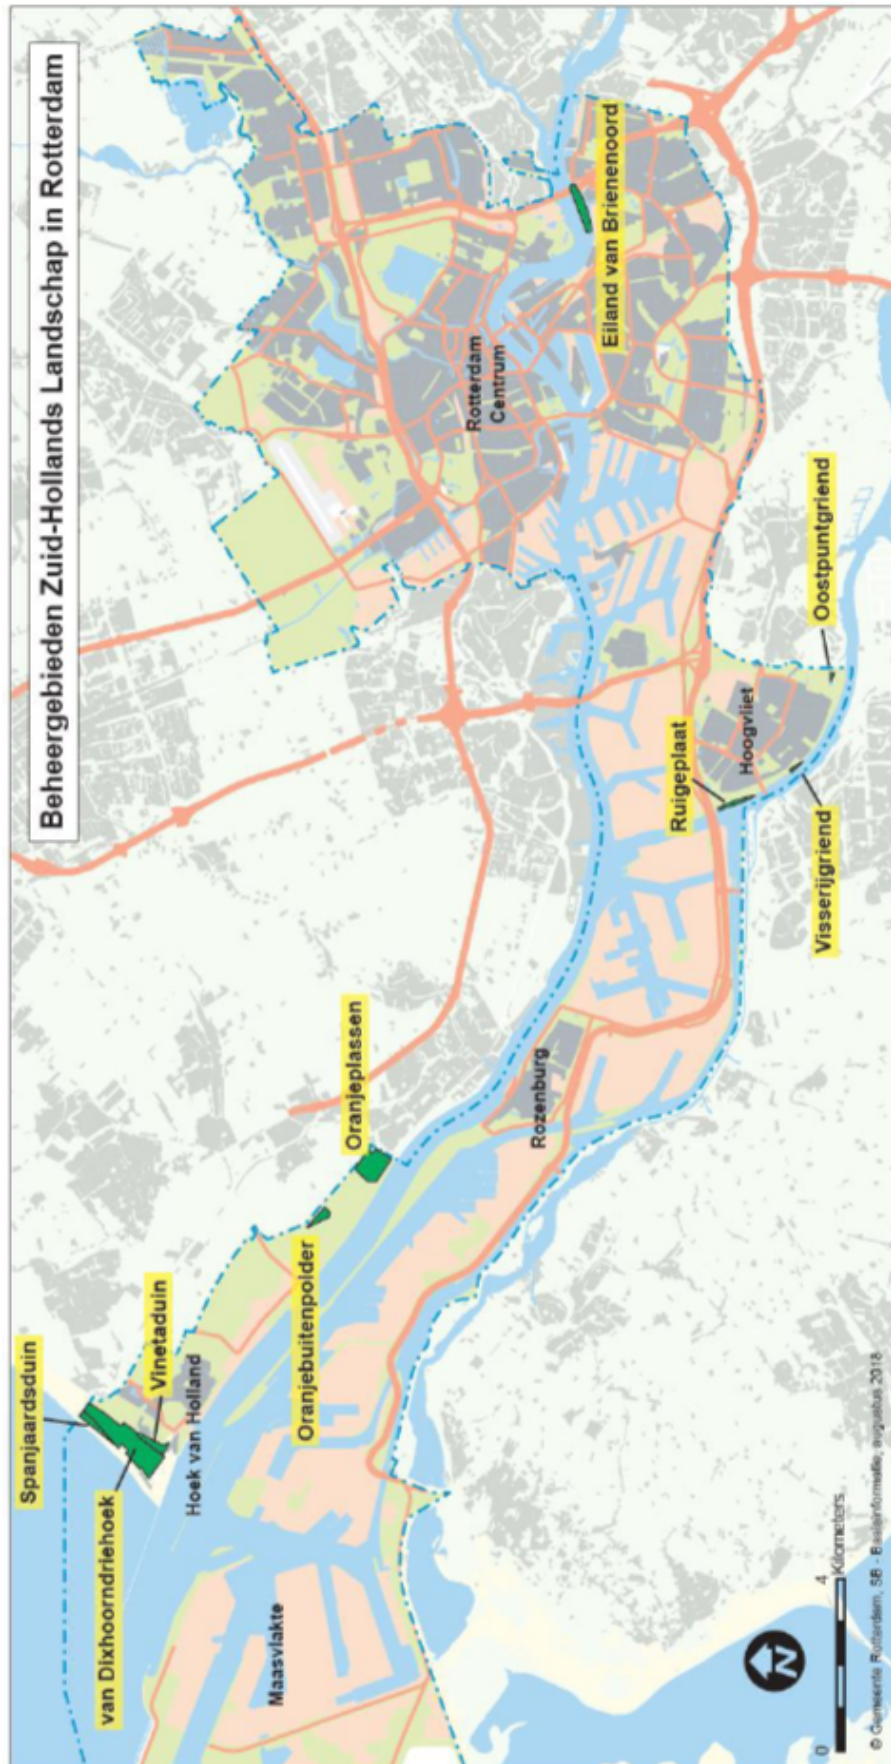 Beheergebieden Zuid-Hollands Landschap in Rotterdam
Spanjaardsduin
van Dixhoorndriehoek
Vinetaduin
Hoek van Holland
Maasvlakte
Oranjebuitenpolder
Oranjeplassen
Rozenburg
Rotterdam
Centrum
Eiland van Brienenoord
Ruigeplaat
Hoogvliet
Visserijgriend
Oostpuntgriend
N
0 4
Kilometers
© Gemeente Rotterdam, SB - Basisinformatie, augustus 2018